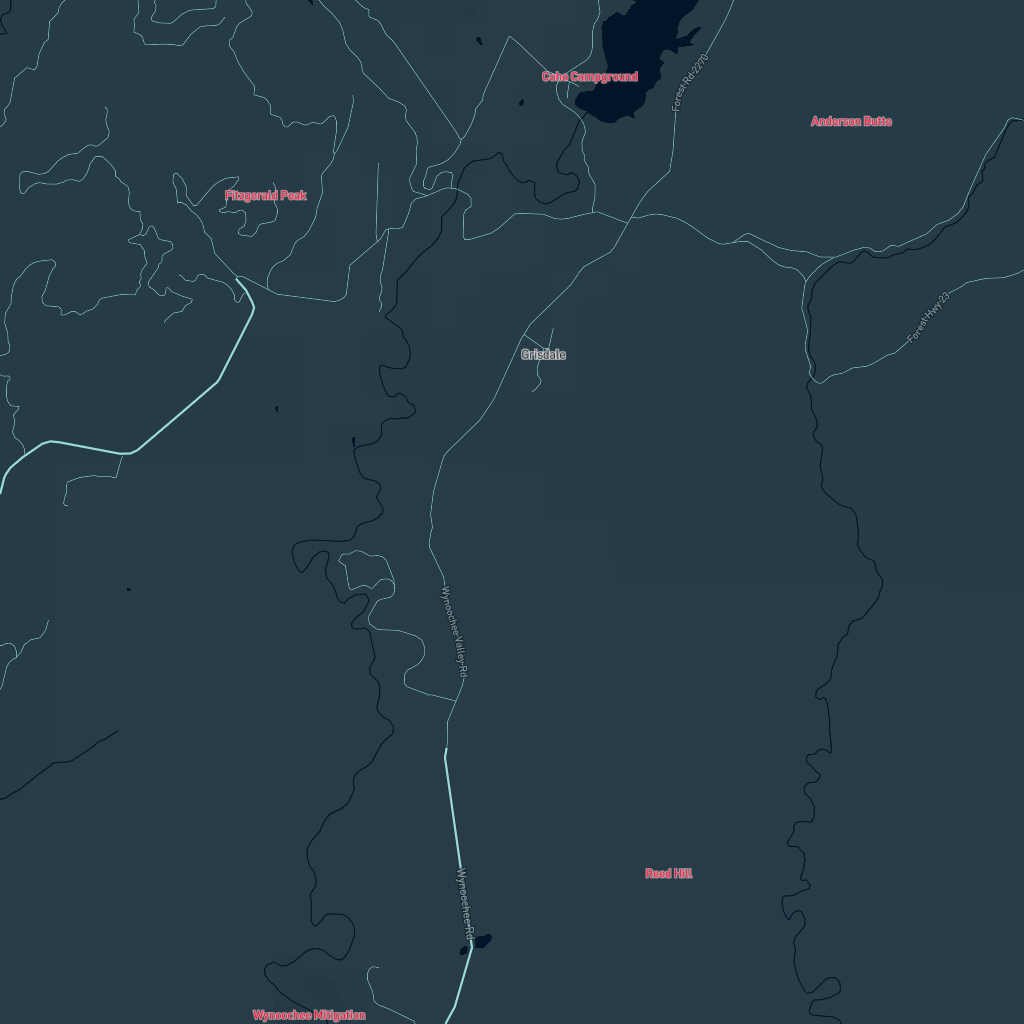 Coho Campground
Forest Rd 2270
Anderson Butte
Fitzgerald Peak
Forest Hwy 23
Grisdale
Wynoochee Valley Rd
Reed Hill
Wynoochee Rd
Wynoochee Mitigation